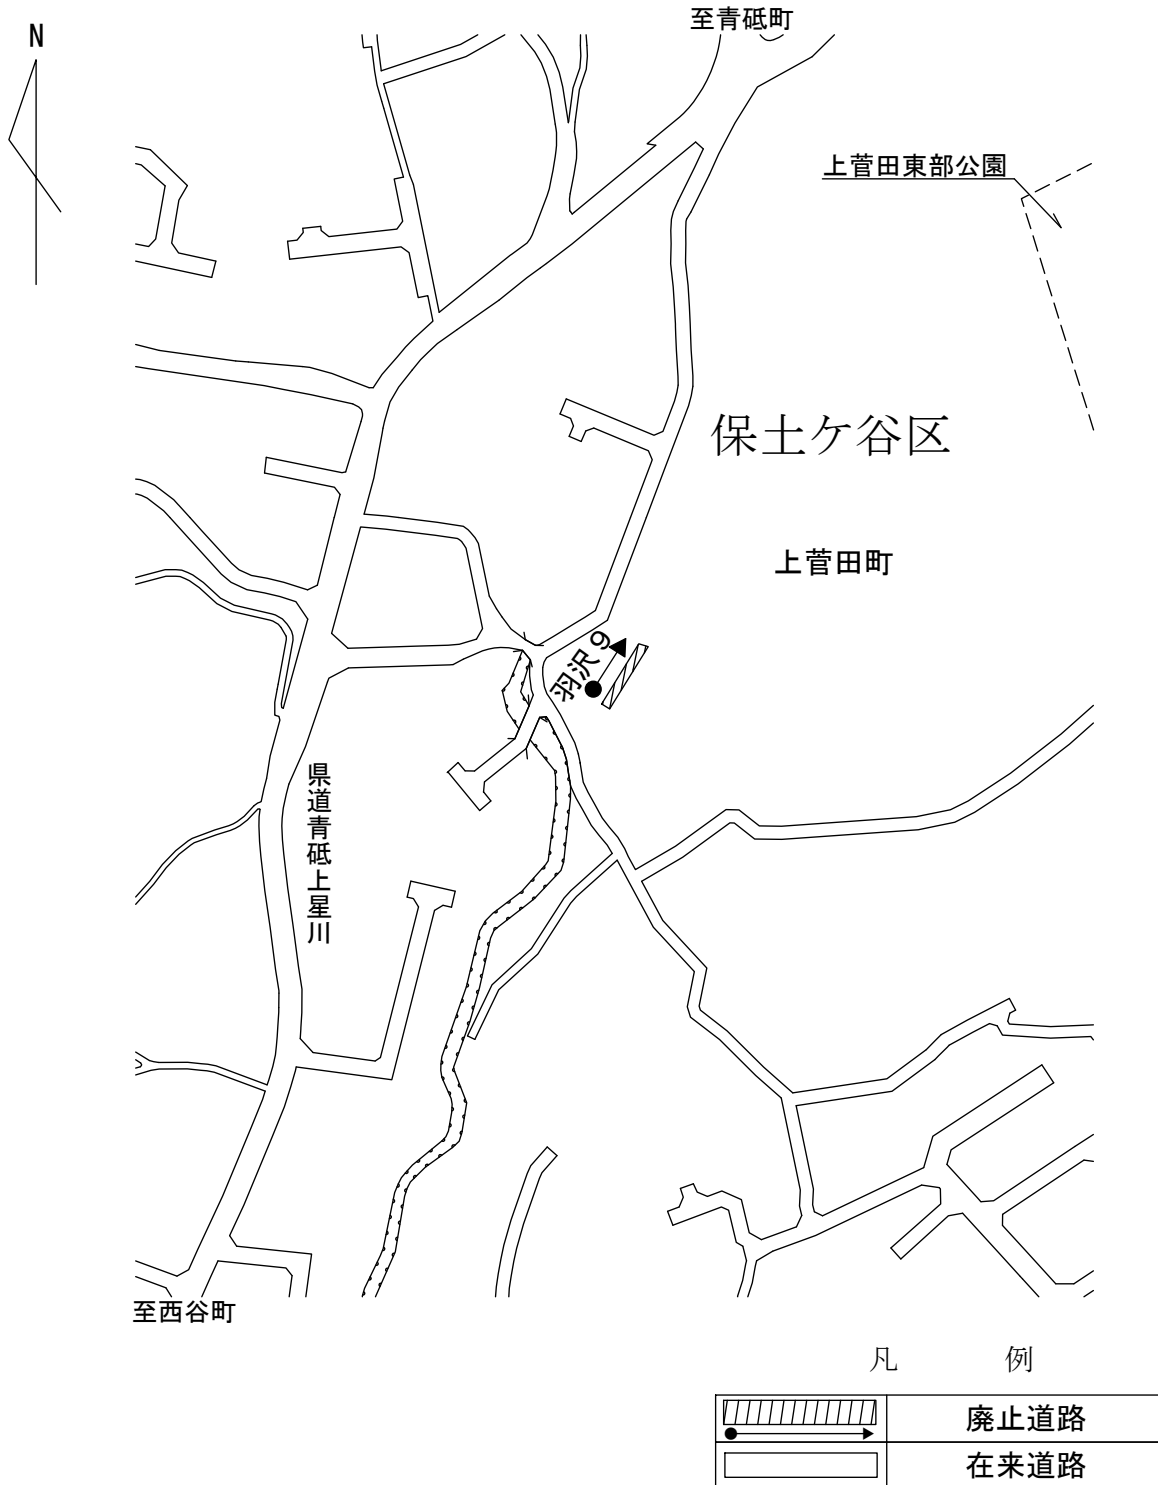 至青砥町
N
上菅田東部公園
保土ケ谷区
上菅田町
羽沢9
県道青砥上星川
至西谷町
凡例
廃止道路
在来道路